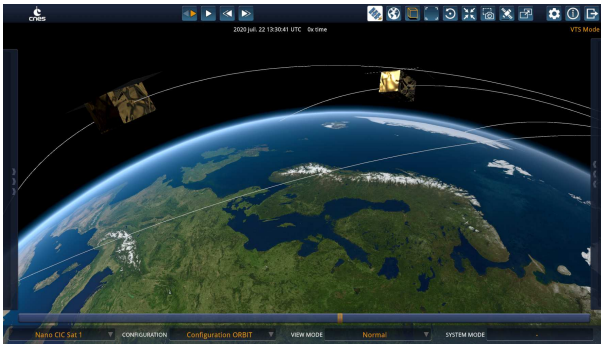 cnes
2020 juil. 22 13:30:41 UTC 0x time
VTS Mode
Nano CIC Sat 1
CONFIGURATION
Configuration ORBIT
VIEW MODE
Normal
SYSTEM MODE
-